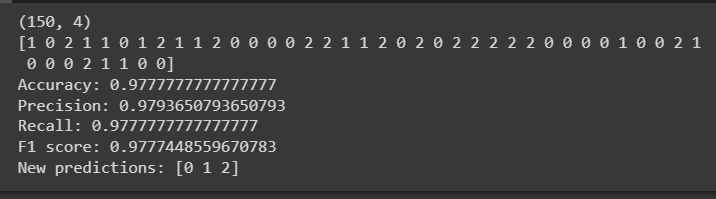 (150, 4)
[1 0 2 1 1 0 1 2 1 1 2 0 0 0 0 2 2 1 1 2 0 2 0 2 2 2 2 2 0 0 0 0 1 0 0 2 1
0 0 0 2 1 1 0 0]
Accuracy: 0.9777777777777777
Precision: 0.9793650793650793
Recall: 0.9777777777777777
F1 score: 0.9777448559670783
New predictions: [0 1 2]